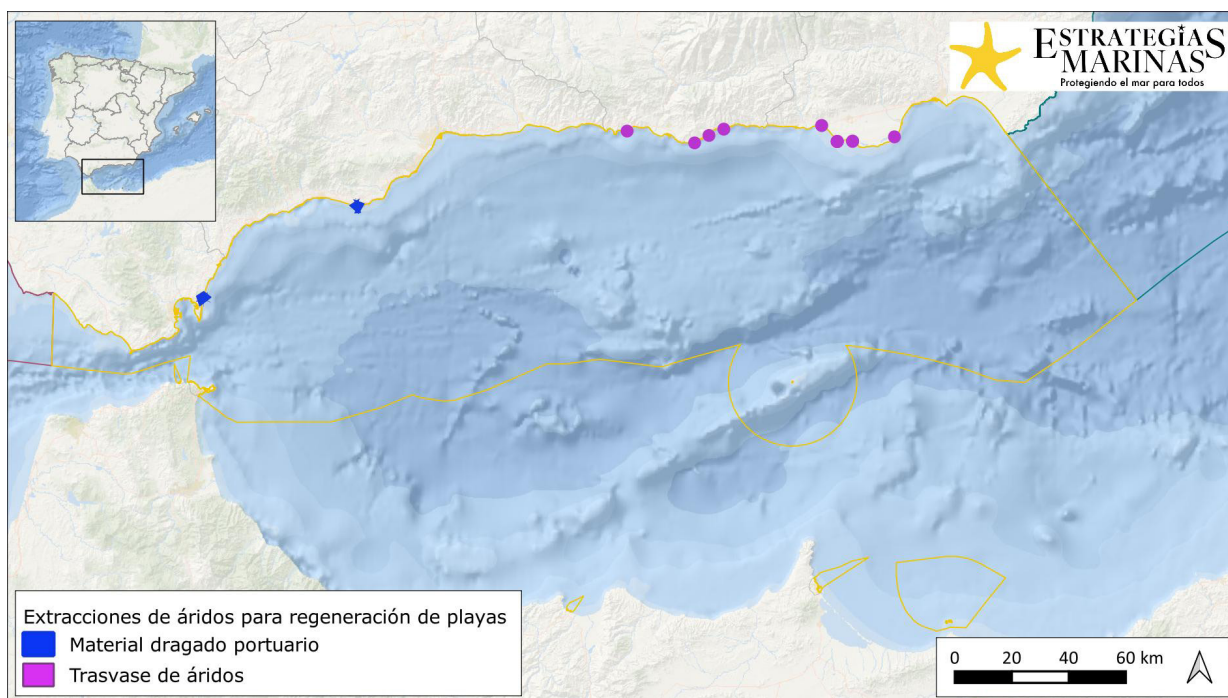 ESTRATEGIAS
MARINAS
Protegiendo el mar para todos
Extracciones de áridos para regeneración de playas
Material dragado portuario
Trasvase de áridos
0 20 40 60 km